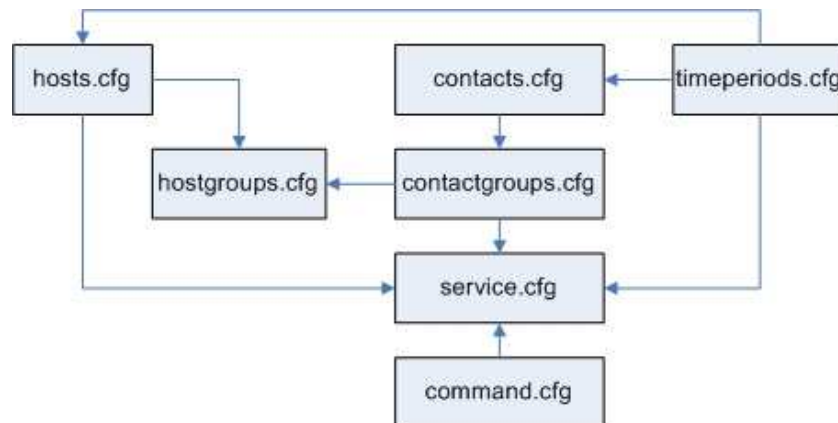 hosts.cfg
contacts.cfg
timeperiods.cfg
hostgroups.cfg
contactgroups.cfg
service.cfg
command.cfg